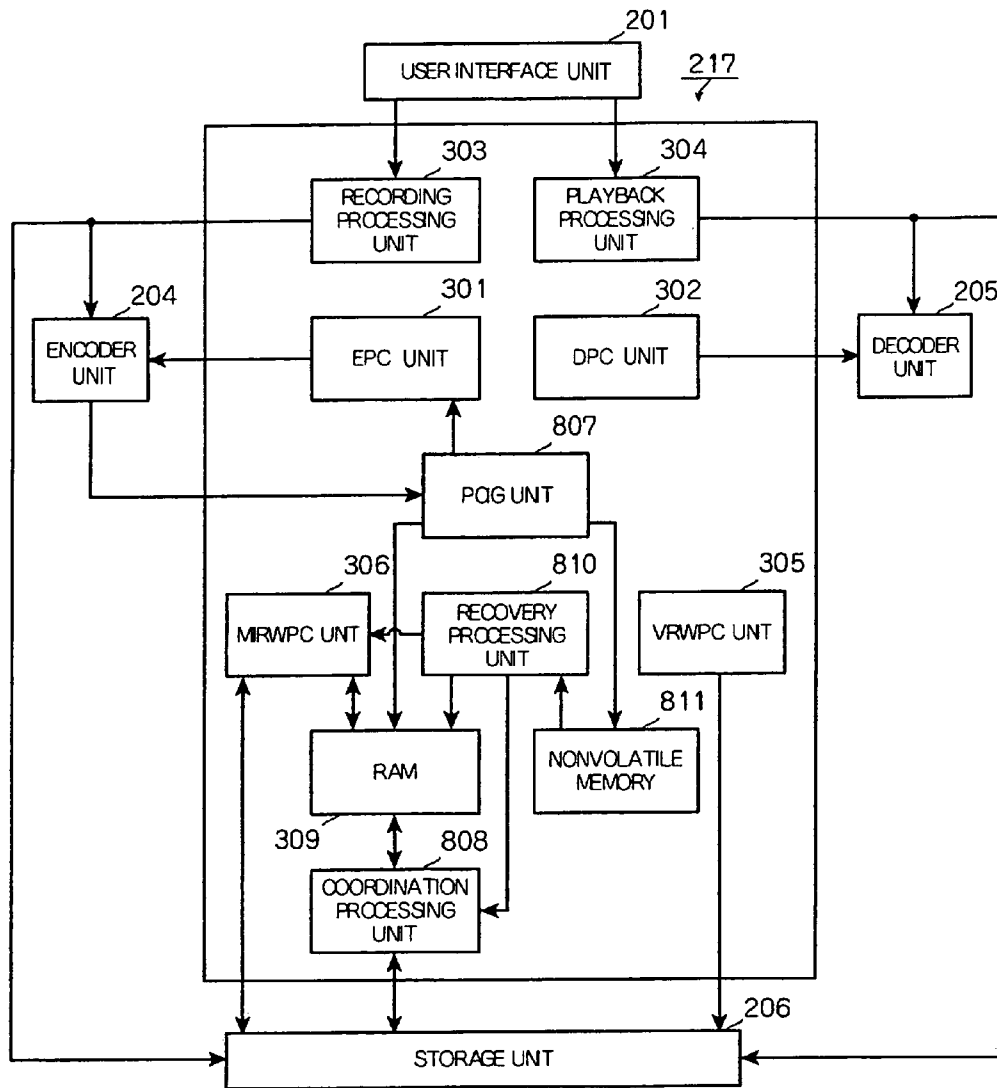 201
USER INTERFACE UNIT
217
303
304
RECORDING
PROCESSING
UNIT
PLAYBACK
PROCESSING
UNIT
204
301
302
205
ENCODER
UNIT
EPC UNIT
DPC UNIT
DECODER
UNIT
807
PCIG UNIT
306
810
305
MIRWPC UNIT
RECOVERY
PROCESSING
UNIT
VRWPC UNIT
811
RAM
NONVOLATILE
MEMORY
309
808
COORDINATION
PROCESSING
UNIT
206
STORAGE UNIT